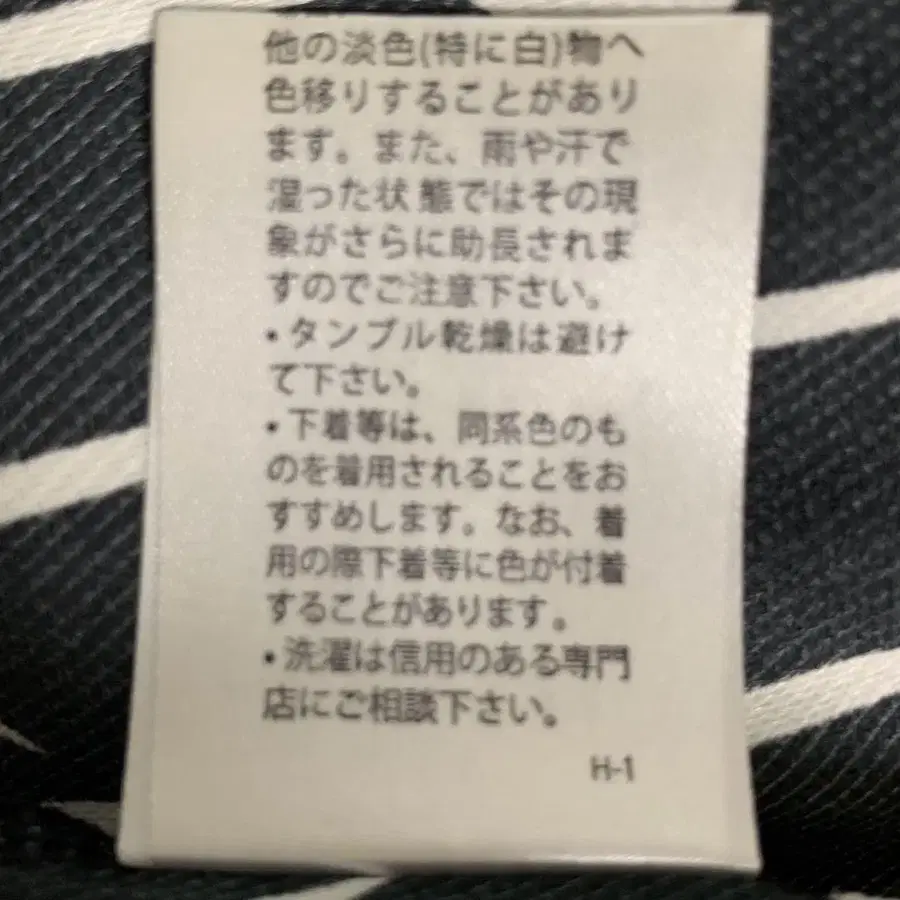 他の淡色(特に白)物へ
色移りすることがあり
ます。また、雨や汗で
湿った状態ではその現
象がさらに助長されま
すのでご注意下さい。
•タンブル乾燥は避け
て下さい。
•下着等は、同系色のも
のを着用されることをお
すすめします。なお、着
用の際下着等に色が付着
することがあります。
•洗濯は信用のある専門
店にご相談下さい。
H-1